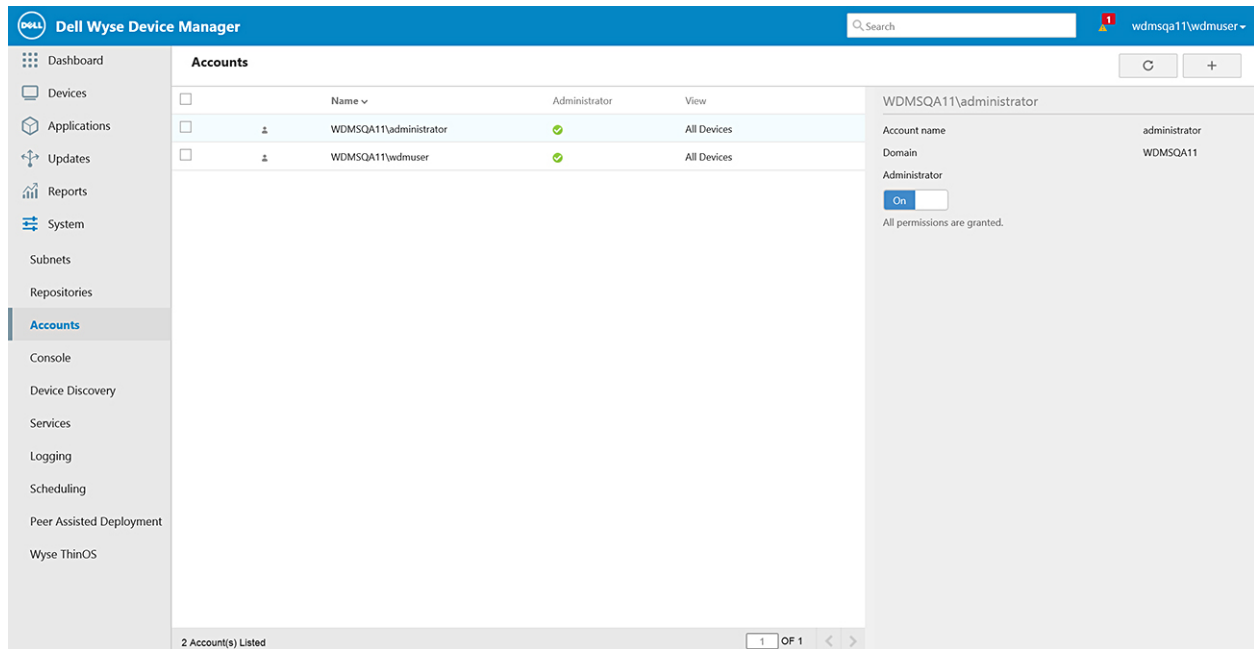 DELL Dell Wyse Device Manager Search 1 wdmsqa11\wdmuser
Dashboard
Devices
Applications
Updates
Reports
System
Subnets
Repositories
Accounts
Console
Device Discovery
Services
Logging
Scheduling
Peer Assisted Deployment
Wyse ThinOS
Accounts
Name Administrator View
WDMSQA11\administrator All Devices
WDMSQA11\wdmuser All Devices
2 Account(s) Listed 1 OF 1
WDMSQA11\administrator
Account name administrator
Domain WDMSQA11
Administrator
On
All permissions are granted.